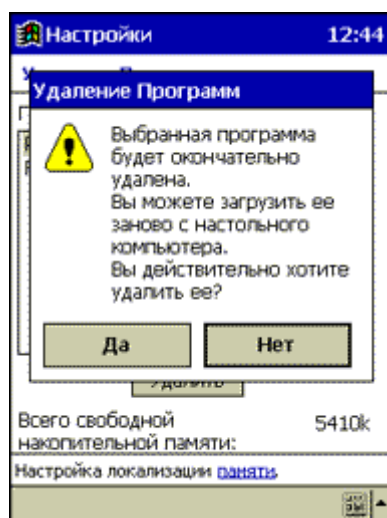 Настройки 12:44
Удаление Программ
Выбранная программа
будет окончательно
удалена.
Вы можете загрузить ее
заново с настольного
компьютера.
Вы действительно хотите
удалить ее?
Да Нет
Удалить
Всего свободной 5410k
накопительной памяти:
Настройка локализации памяти.